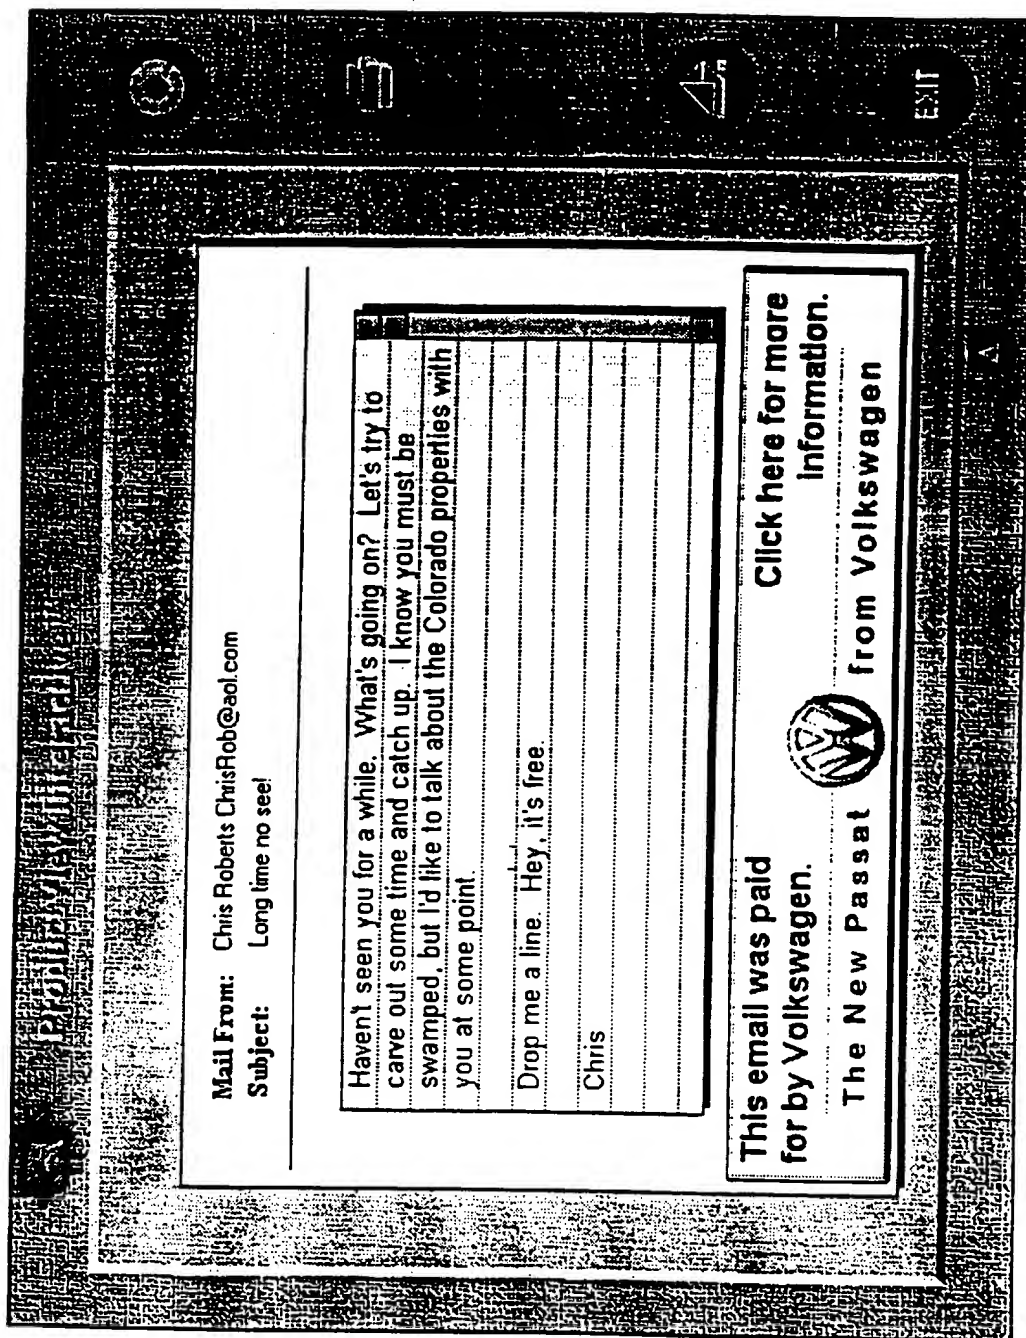 Mail From: Chris Roberts ChrisRob@aol.com
Subject: Long time no see!
Haven't seen you for a while. What's going on? Let's try to
carve out some time and catch up. I know you must be
swamped, but I'd like to talk about the Colorado properties with
you at some point.
Drop me a line. Hey, it's free.
Chris
This email was paid
for by Volkswagen.
Click here for more
information.
The New Passat from Volkswagen
EXIT